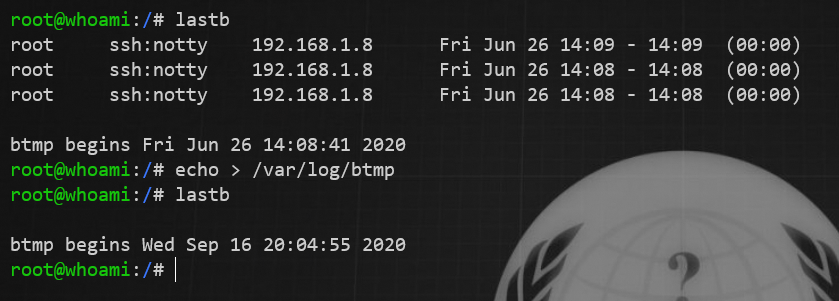 root@whoami:/# lastb
root     ssh:notty    192.168.1.8      Fri Jun 26 14:09 - 14:09  (00:00)
root     ssh:notty    192.168.1.8      Fri Jun 26 14:08 - 14:08  (00:00)
root     ssh:notty    192.168.1.8      Fri Jun 26 14:08 - 14:08  (00:00)
btmp begins Fri Jun 26 14:08:41 2020
root@whoami:/# echo > /var/log/btmp
root@whoami:/# lastb
btmp begins Wed Sep 16 20:04:55 2020
root@whoami:/#
?